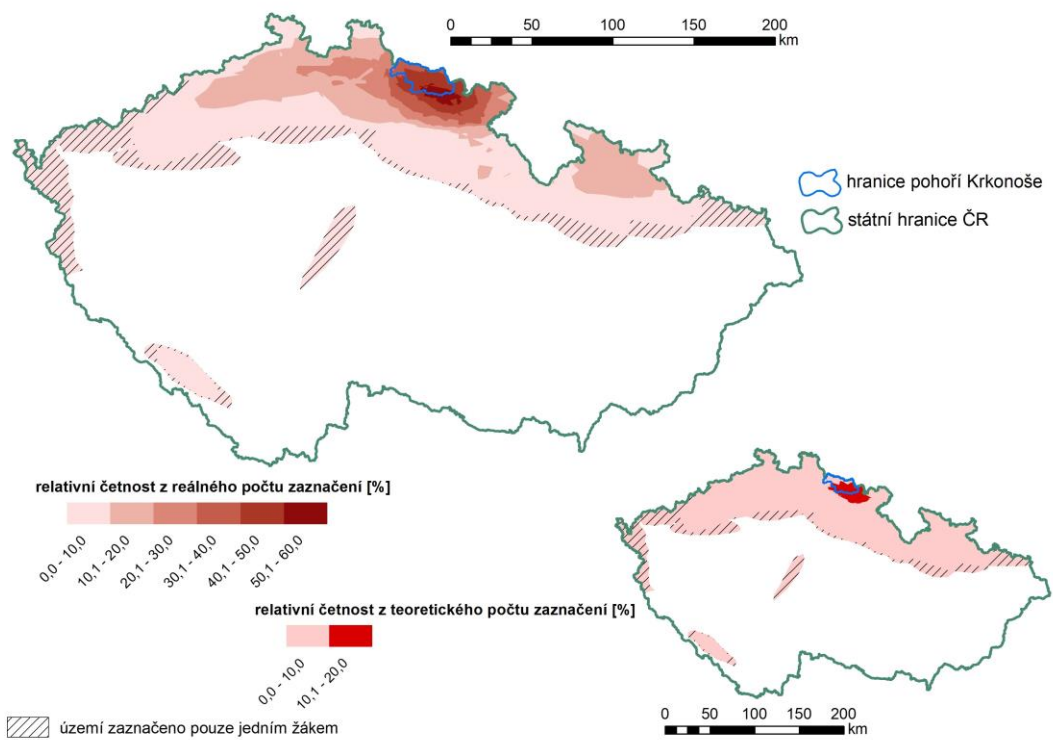 0 50 100 150 200
km
hranice pohoří Krkonoše
státní hranice ČR
relativní četnost z reálného počtu zaznačení [%]
0,0 - 10,0
10,1 - 20,0
20,1 - 30,0
30,1 - 40,0
40,1 - 50,0
50,1 - 60,0
relativní četnost z teoretického počtu zaznačení [%]
0,0 - 10,0
10,1 - 20,0
území zaznačeno pouze jedním žákem
0 50 100 150 200
km